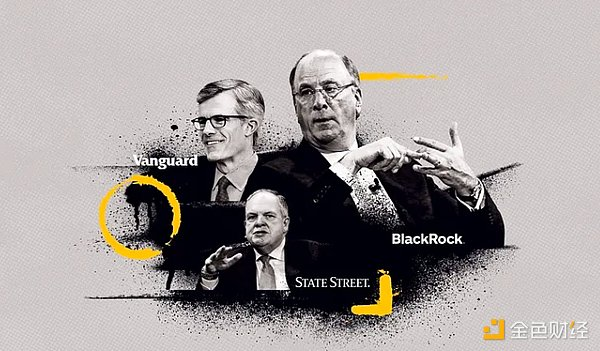 Vanguard
BlackRock
STATE STREET.
金色财经